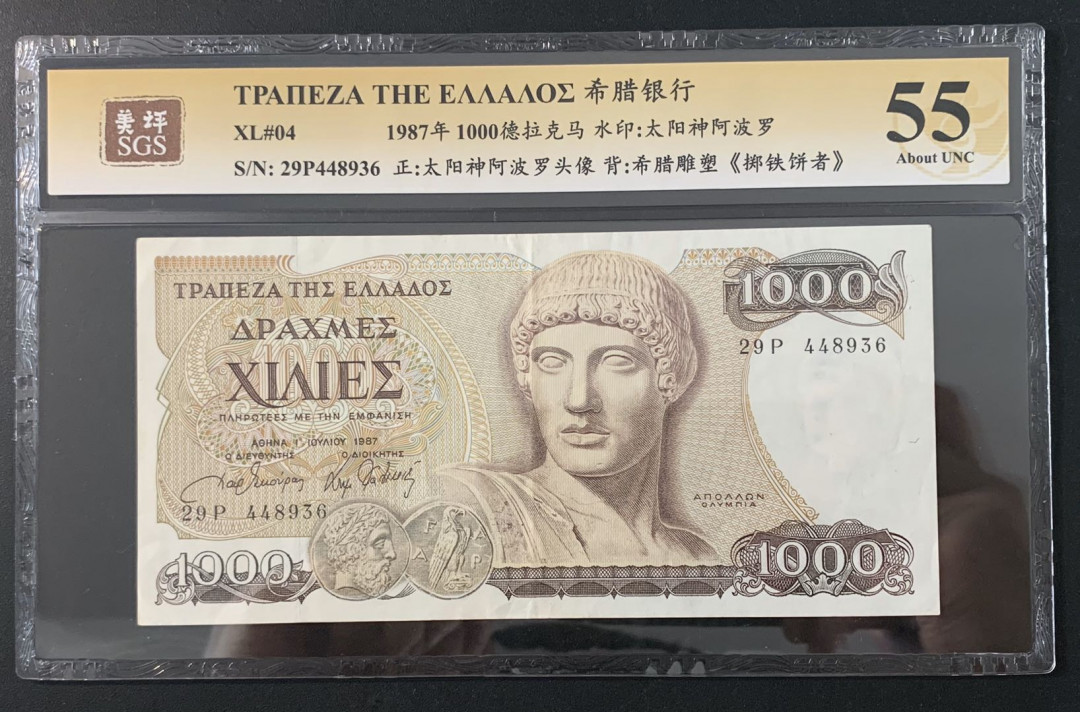 ΤΡΑΠΕΖΑ ΤΗΕ ΕΛΛΑΛΟΣ 希腊银行
美评
SGS
XL#04 1987年 1000德拉克马 水印:太阳神阿波罗
S/N: 29P448936 正:太阳神阿波罗头像 背:希腊雕塑《掷铁饼者》
55
About UNC
ΤΡΑΠΕΖΑ ΤΗΣ ΕΛΛΑΔΟΣ
1000
ΔΡΑΧΜΕΣ
ΧΙΛΙΕΣ
29P 448936
ΠΛΗΡΩΤΕΕΣ ΜΕ ΤΗΝ ΕΜΦΑΝΙΣΗ
ΑΘΗΝΑ 1 ΙΟΥΛΙΟΥ 1987
Ο ΔΙΕΥΘΥΝΤΗΣ Ο ΔΙΟΙΚΗΤΗΣ
29P 448936
ΑΠΟΛΛΩΝ
ΟΛΥΜΠΙΑ
1000
1000